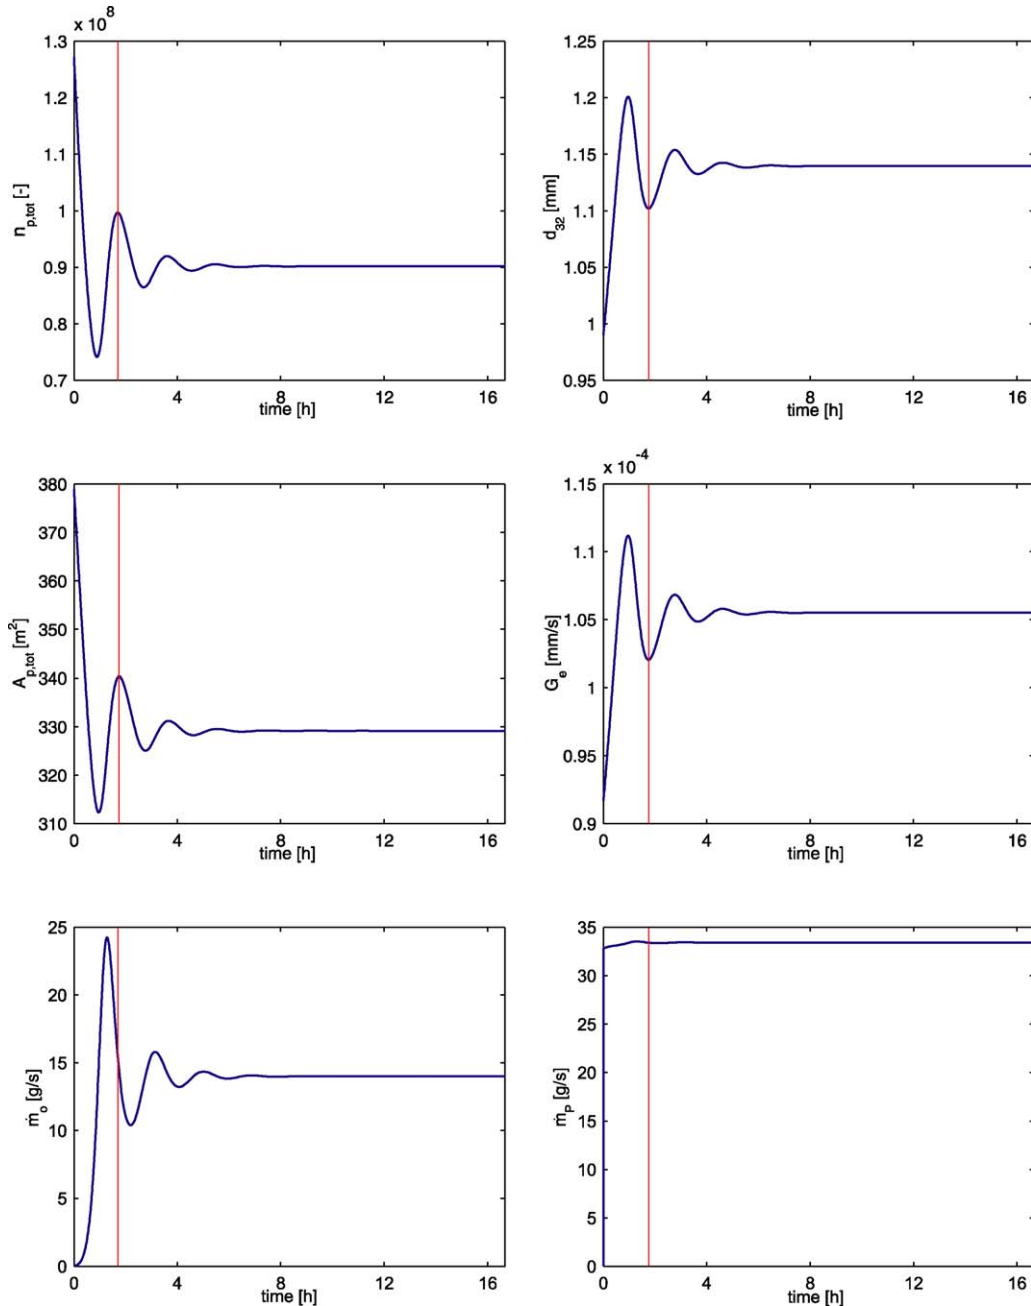 x 10^8
1.3
1.2
1.1
1
0.9
0.8
0.7
n_p,tot [-]
0 4 8 12 16
time [h]
1.25
1.2
1.15
1.1
1.05
1
0.95
d_32 [mm]
0 4 8 12 16
time [h]
380
370
360
350
340
330
320
310
A_p,tot [m^2]
0 4 8 12 16
time [h]
x 10^-4
1.15
1.1
1.05
1
0.95
0.9
G_e [mm/s]
0 4 8 12 16
time [h]
25
20
15
10
5
0
ṁ_o [g/s]
0 4 8 12 16
time [h]
35
30
25
20
15
10
5
0
ṁ_P [g/s]
0 4 8 12 16
time [h]